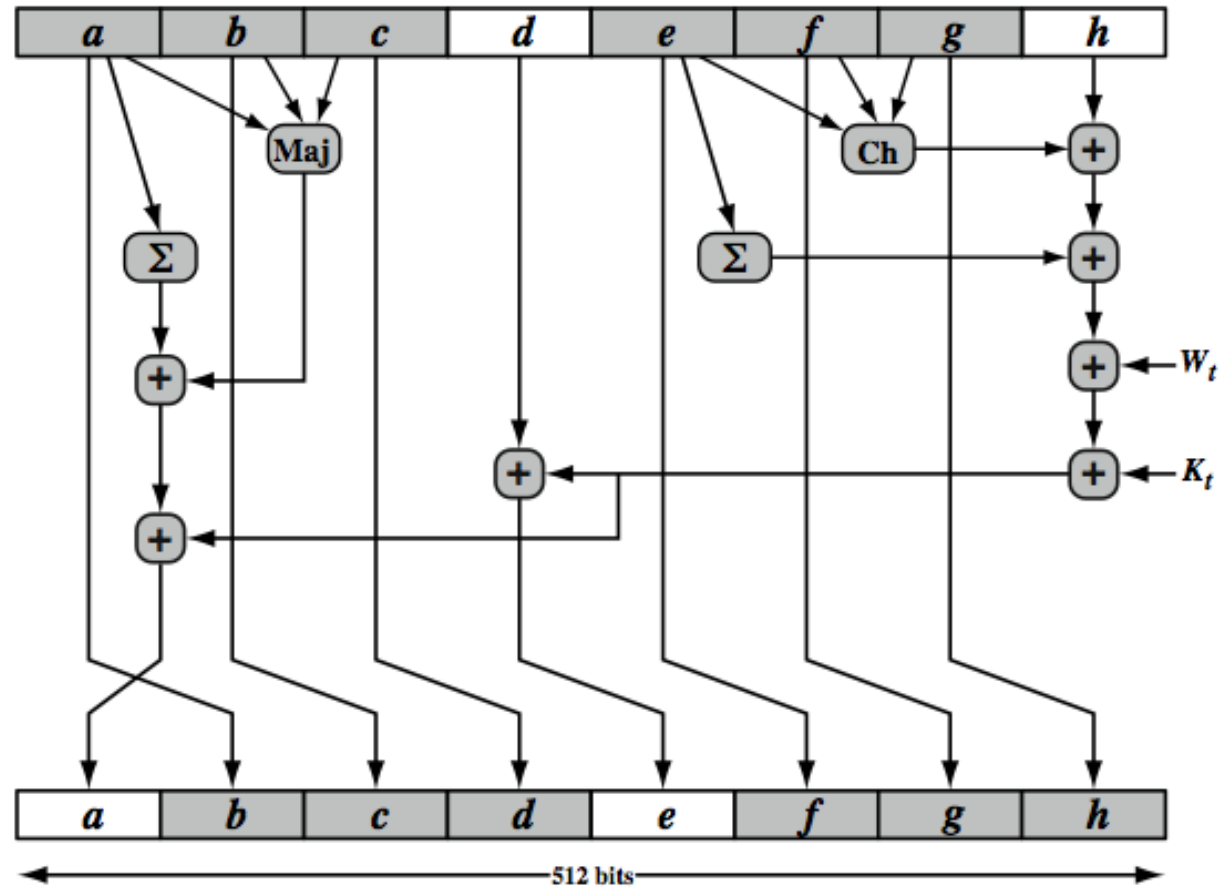 a b c d e f g h
Maj Ch +
Σ Σ +
+ + W_t
+ + K_t
+
a b c d e f g h
512 bits